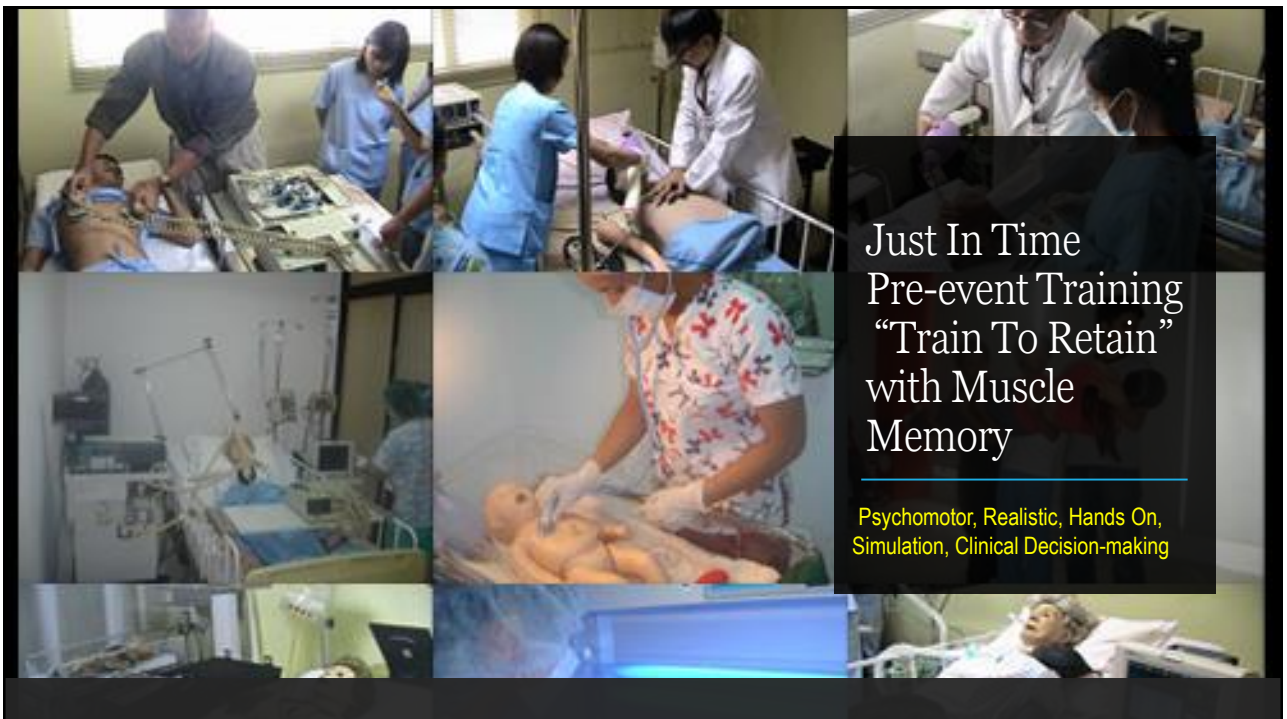 Just In Time
Pre-event Training
“Train To Retain”
with Muscle
Memory
Psychomotor, Realistic, Hands On,
Simulation, Clinical Decision-making